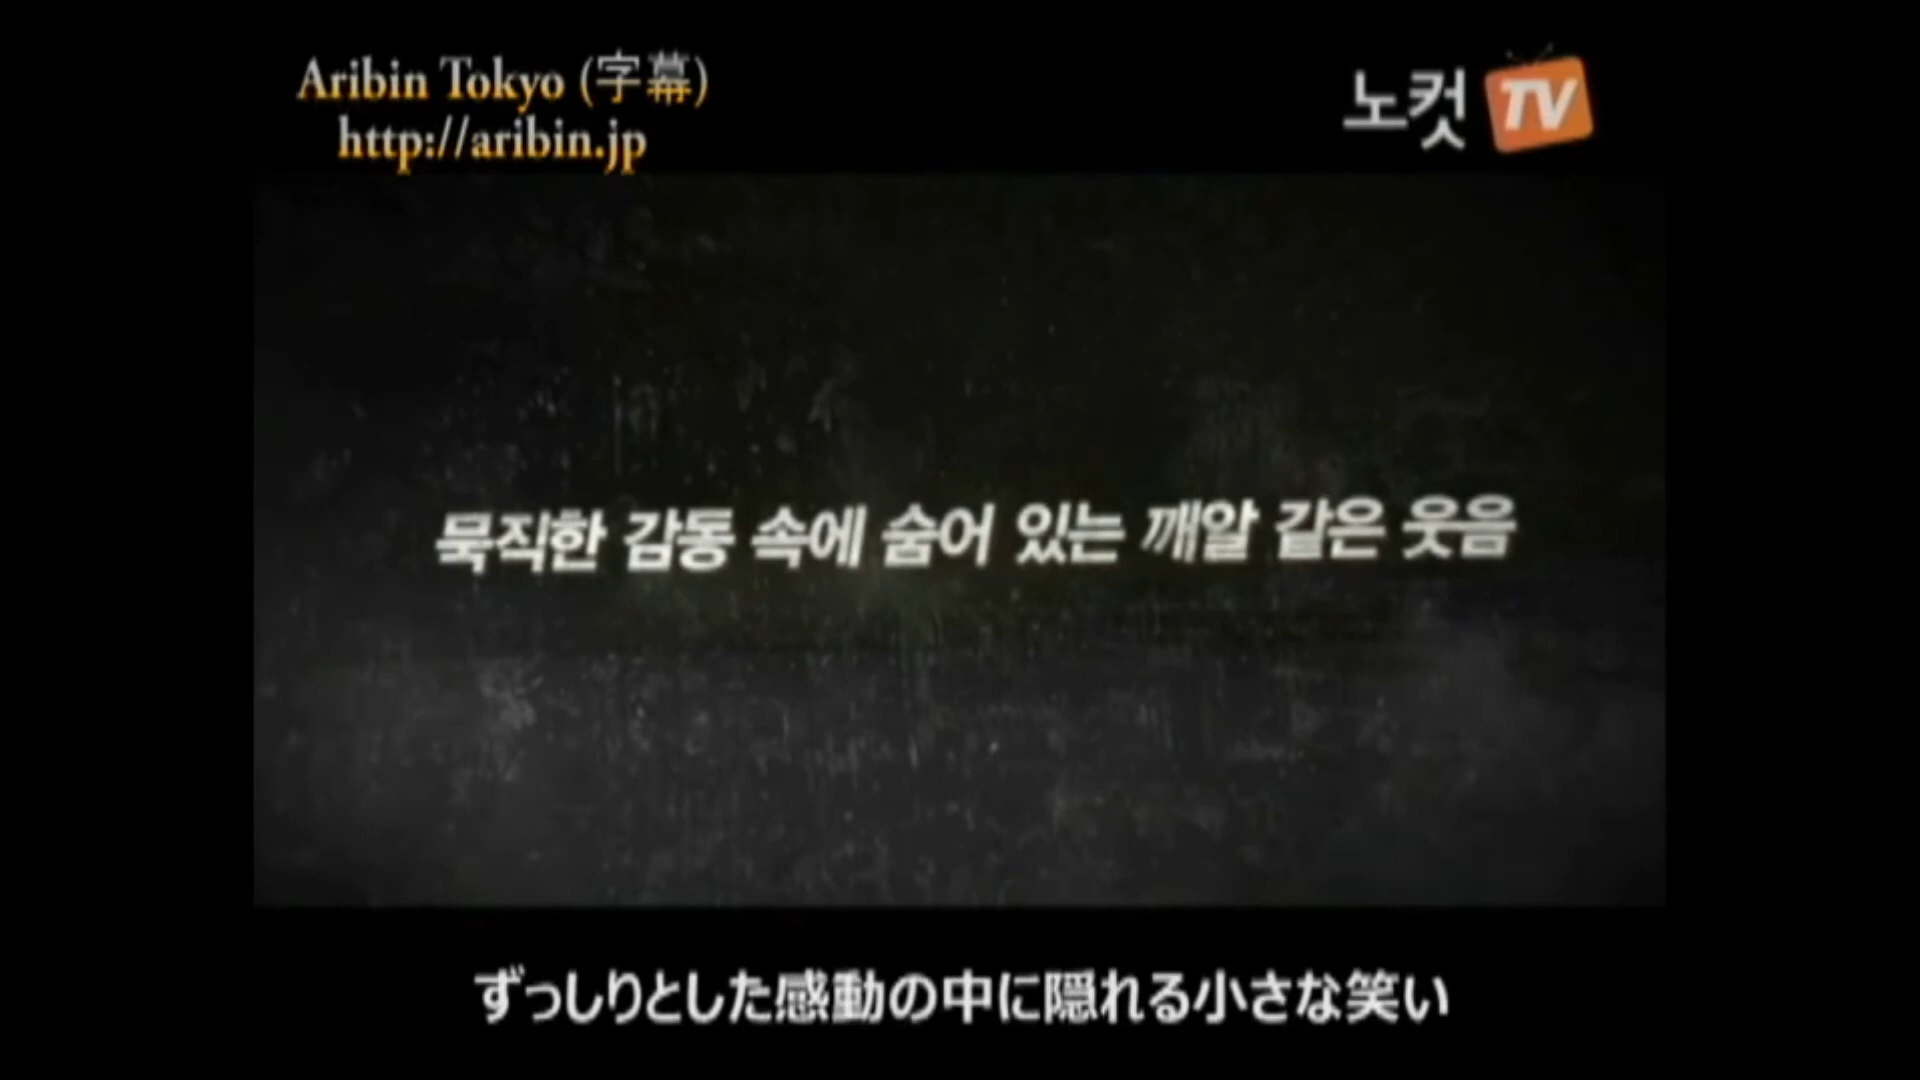 Aribin Tokyo (字幕)
http://aribin.jp
노컷 TV
묵직한 감동 속에 숨어 있는 깨알 같은 웃음
ずっしりとした感動の中に隠れる小さな笑い